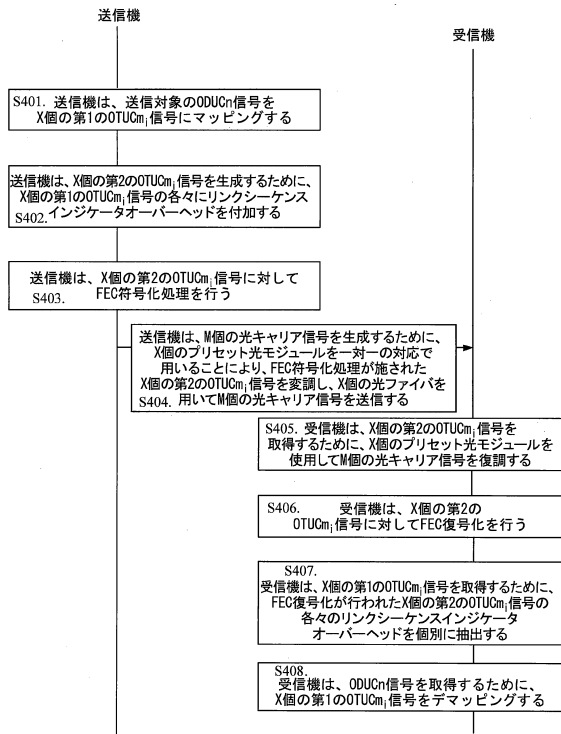 送信機
受信機
S401. 送信機は、送信対象のODUCn信号を
X個の第1のOTUCmi信号にマッピングする
送信機は、X個の第2のOTUCmi信号を生成するために、
X個の第1のOTUCmi信号の各々にリンクシーケンス
S402. インジケータオーバーヘッドを付加する
送信機は、X個の第2のOTUCmi信号に対して
S403. FEC符号化処理を行う
送信機は、M個の光キャリア信号を生成するために、
X個のプリセット光モジュールを一対一の対応で
用いることにより、FEC符号化処理が施された
X個の第2のOTUCmi信号を変調し、X個の光ファイバを
S404. 用いてM個の光キャリア信号を送信する
S405. 受信機は、X個の第2のOTUCmi信号を
取得するために、X個のプリセット光モジュールを
使用してM個の光キャリア信号を復調する
S406. 受信機は、X個の第2の
OTUCmi信号に対してFEC復号化を行う
S407.
受信機は、X個の第1のOTUCmi信号を取得するために、
FEC復号化が行われたX個の第2のOTUCmi信号の
各々のリンクシーケンスインジケータ
オーバーヘッドを個別に抽出する
S408.
受信機は、ODUCn信号を取得するために、
X個の第1のOTUCmi信号をデマッピングする